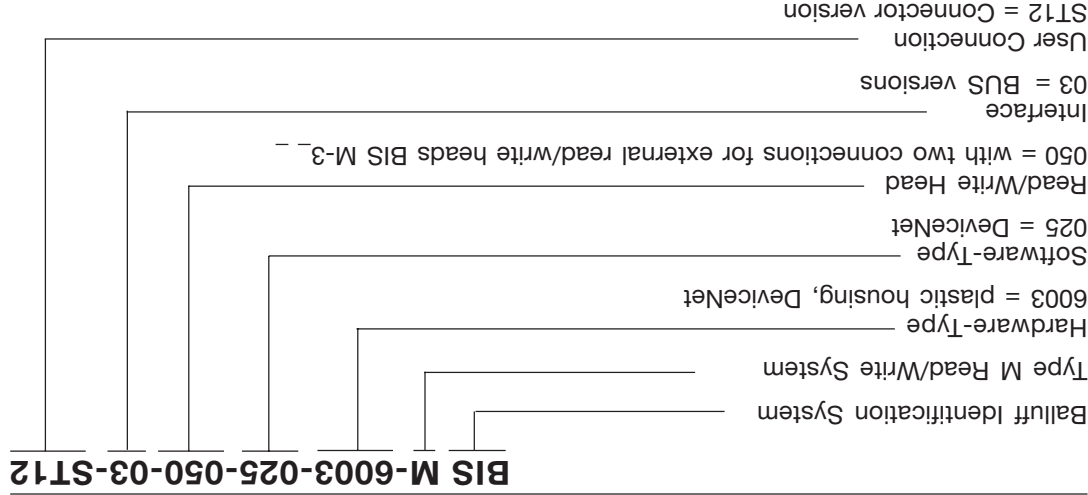 BIS M-6003-025-050-03-ST12
Balluff Identification System
Type M Read/Write System
Hardware-Type
6003 = plastic housing, DeviceNet
Software-Type
025 = DeviceNet
Read/Write Head
050 = with two connections for external read/write heads BIS M-3_ _
Interface
03 = BUS versions
User Connection
ST12 = Connector version